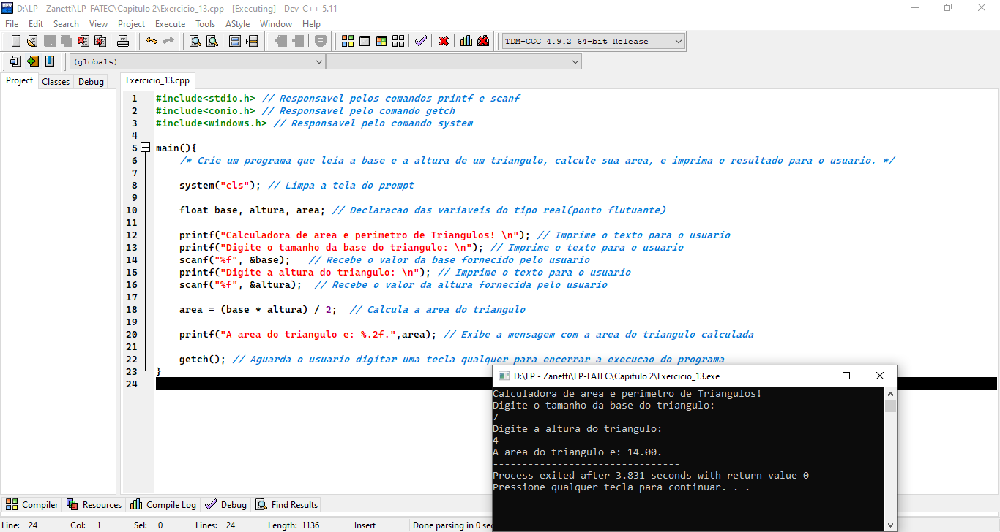 D:\LP - Zanetti\LP-FATEC\Capitulo 2\Exercicio_13.cpp - [Executing] - Dev-C++ 5.11
File Edit Search View Project Execute Tools AStyle Window Help
TDM-GCC 4.9.2 64-bit Release
(globals)
Project Classes Debug
Exercicio_13.cpp
1 #include<stdio.h> // Responsavel pelos comandos printf e scanf
2 #include<conio.h> // Responsavel pelo comando getch
3 #include<windows.h> // Responsavel pelo comando system
4
5 main(){
6 /* Crie um programa que leia a base e a altura de um triangulo, calcule sua area, e imprima o resultado para o usuario. */
7
8 system("cls"); // Limpa a tela do prompt
9
10 float base, altura, area; // Declaracao das variaveis do tipo real(ponto flutuante)
11
12 printf("Calculadora de area e perimetro de Triangulos! \n"); // Imprime o texto para o usuario
13 printf("Digite o tamanho da base do triangulo: \n"); // Imprime o texto para o usuario
14 scanf("%f", &base); // Recebe o valor da base fornecido pelo usuario
15 printf("Digite a altura do triangulo: \n"); // Imprime o texto para o usuario
16 scanf("%f", &altura); // Recebe o valor da altura fornecida pelo usuario
17
18 area = (base * altura) / 2; // Calcula a area do triangulo
19
20 printf("A area do triangulo e: %.2f.",area); // Exibe a mensagem com a area do triangulo calculada
21
22 getch(); // Aguarda o usuario digitar uma tecla qualquer para encerrar a execucao do programa
23 }
24
D:\LP - Zanetti\LP-FATEC\Capitulo 2\Exercicio_13.exe
Calculadora de area e perimetro de Triangulos!
Digite o tamanho da base do triangulo:
7
Digite a altura do triangulo:
4
A area do triangulo e: 14.00.
--------------------------------
Process exited after 3.831 seconds with return value 0
Pressione qualquer tecla para continuar. . .
Compiler Resources Compile Log Debug Find Results
Line: 24 Col: 1 Sel: 0 Lines: 24 Length: 1136 Insert Done parsing in 0 sec